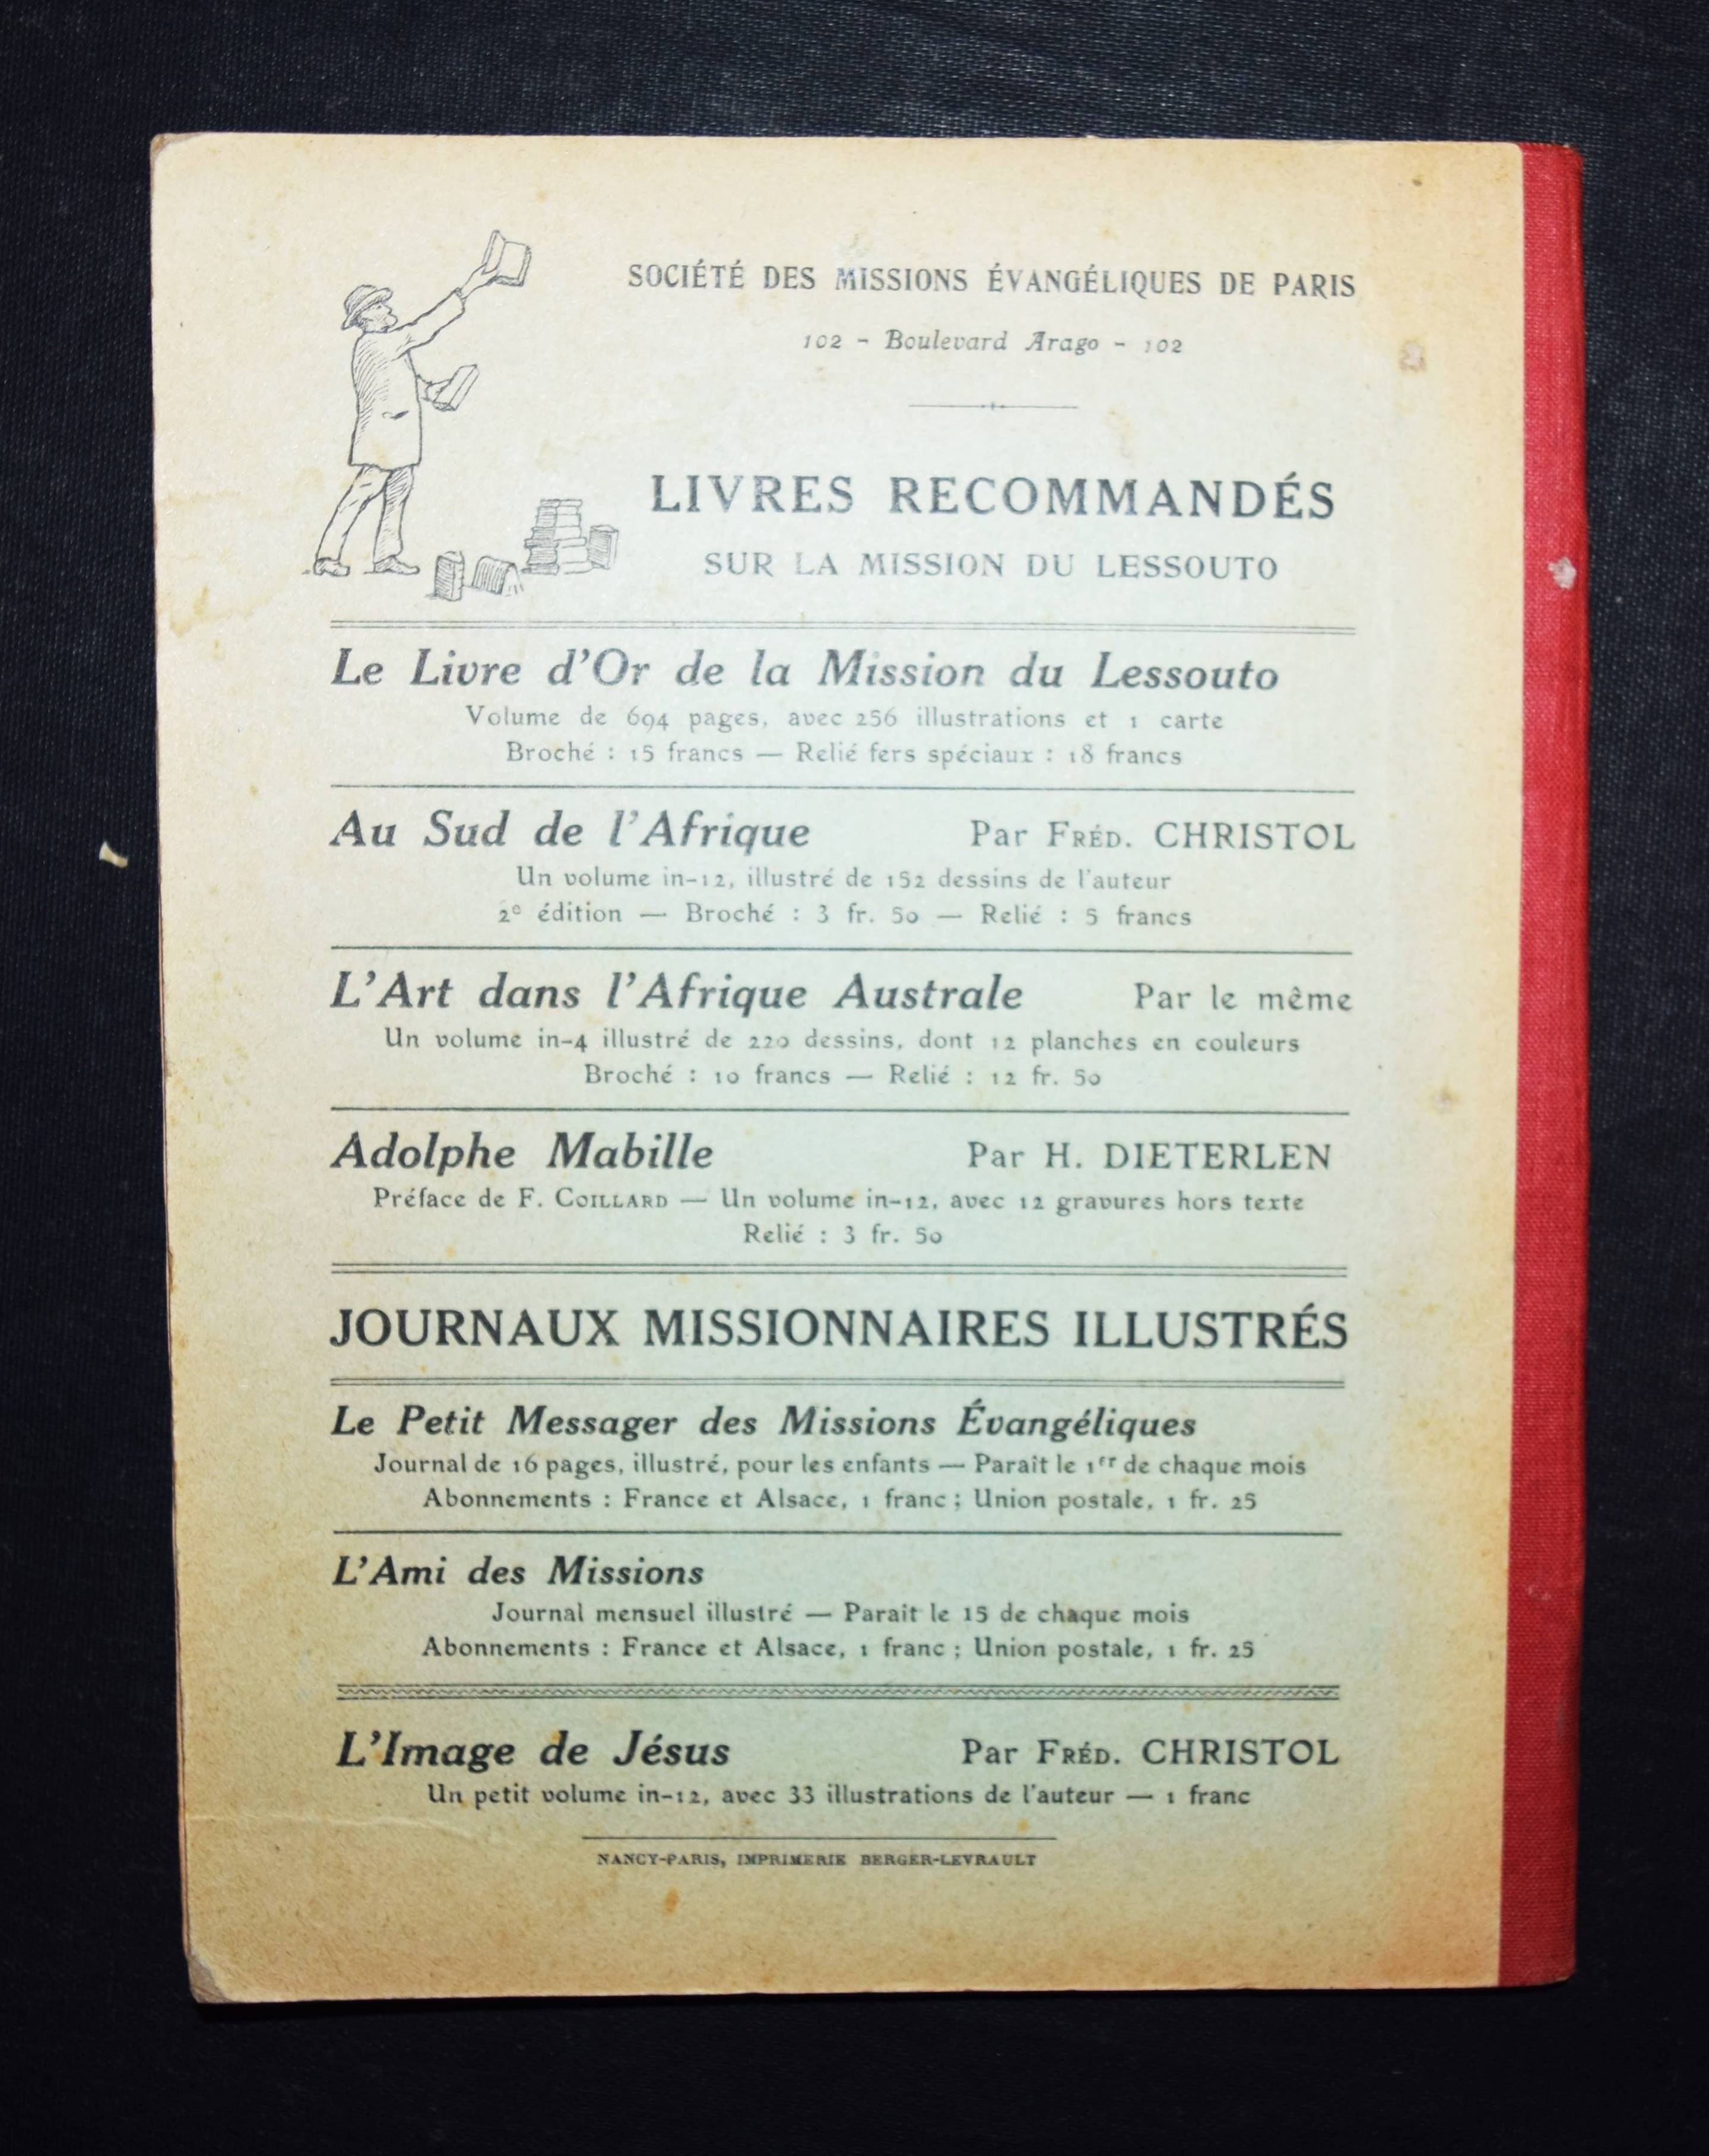 SOCIÉTÉ DES MISSIONS ÉVANGÉLIQUES DE PARIS
102 - Boulevard Arago - 102
LIVRES RECOMMANDÉS
SUR LA MISSION DU LESSOUTO
Le Livre d'Or de la Mission du Lessouto
Volume de 694 pages, avec 256 illustrations et 1 carte
Broché : 15 francs — Relié fers spéciaux : 18 francs
Au Sud de l'Afrique Par FRÉD. CHRISTOL
Un volume in-12, illustré de 152 dessins de l'auteur
2e édition — Broché : 3 fr. 50 — Relié : 5 francs
L'Art dans l'Afrique Australe Par le même
Un volume in-4 illustré de 220 dessins, dont 12 planches en couleurs
Broché : 10 francs — Relié : 12 fr. 50
Adolphe Mabille Par H. DIETERLEN
Préface de F. COILLARD — Un volume in-12, avec 12 gravures hors texte
Relié : 3 fr. 50
JOURNAUX MISSIONNAIRES ILLUSTRÉS
Le Petit Messager des Missions Évangéliques
Journal de 16 pages, illustré, pour les enfants — Paraît le 1er de chaque mois
Abonnements : France et Alsace, 1 franc ; Union postale, 1 fr. 25
L'Ami des Missions
Journal mensuel illustré — Paraît le 15 de chaque mois
Abonnements : France et Alsace, 1 franc ; Union postale, 1 fr. 25
L'Image de Jésus Par FRÉD. CHRISTOL
Un petit volume in-12, avec 33 illustrations de l'auteur — 1 franc
NANCY-PARIS, IMPRIMERIE BERGER-LEVRAULT